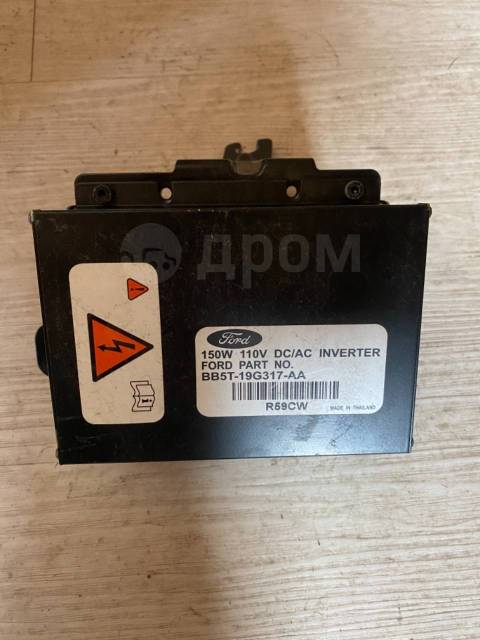 дром
Ford
150W 110V DC/AC INVERTER
FORD PART NO.
BB5T-19G317-AA
R59CW MADE IN THAILAND